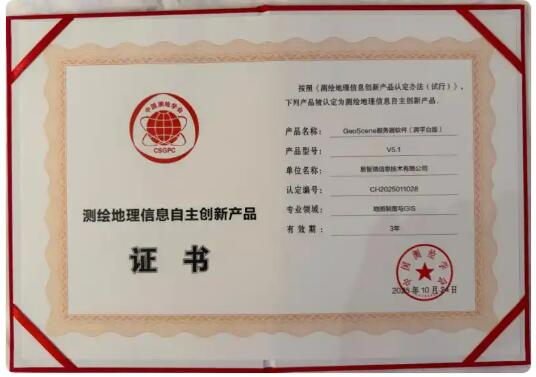 中国测绘学会
CSGPC
测绘地理信息自主创新产品
证书
按照《测绘地理信息创新产品认定办法（试行）》，
下列产品被认定为测绘地理信息自主创新产品。
产品名称： GeoScene服务器软件（跨平台版）
产品型号： V5.1
单位名称： 易智瑞信息技术有限公司
认定编号： CH2025011028
专业领域： 地图制图与GIS
有效期： 3年
中国测绘学会
2025年10月24日